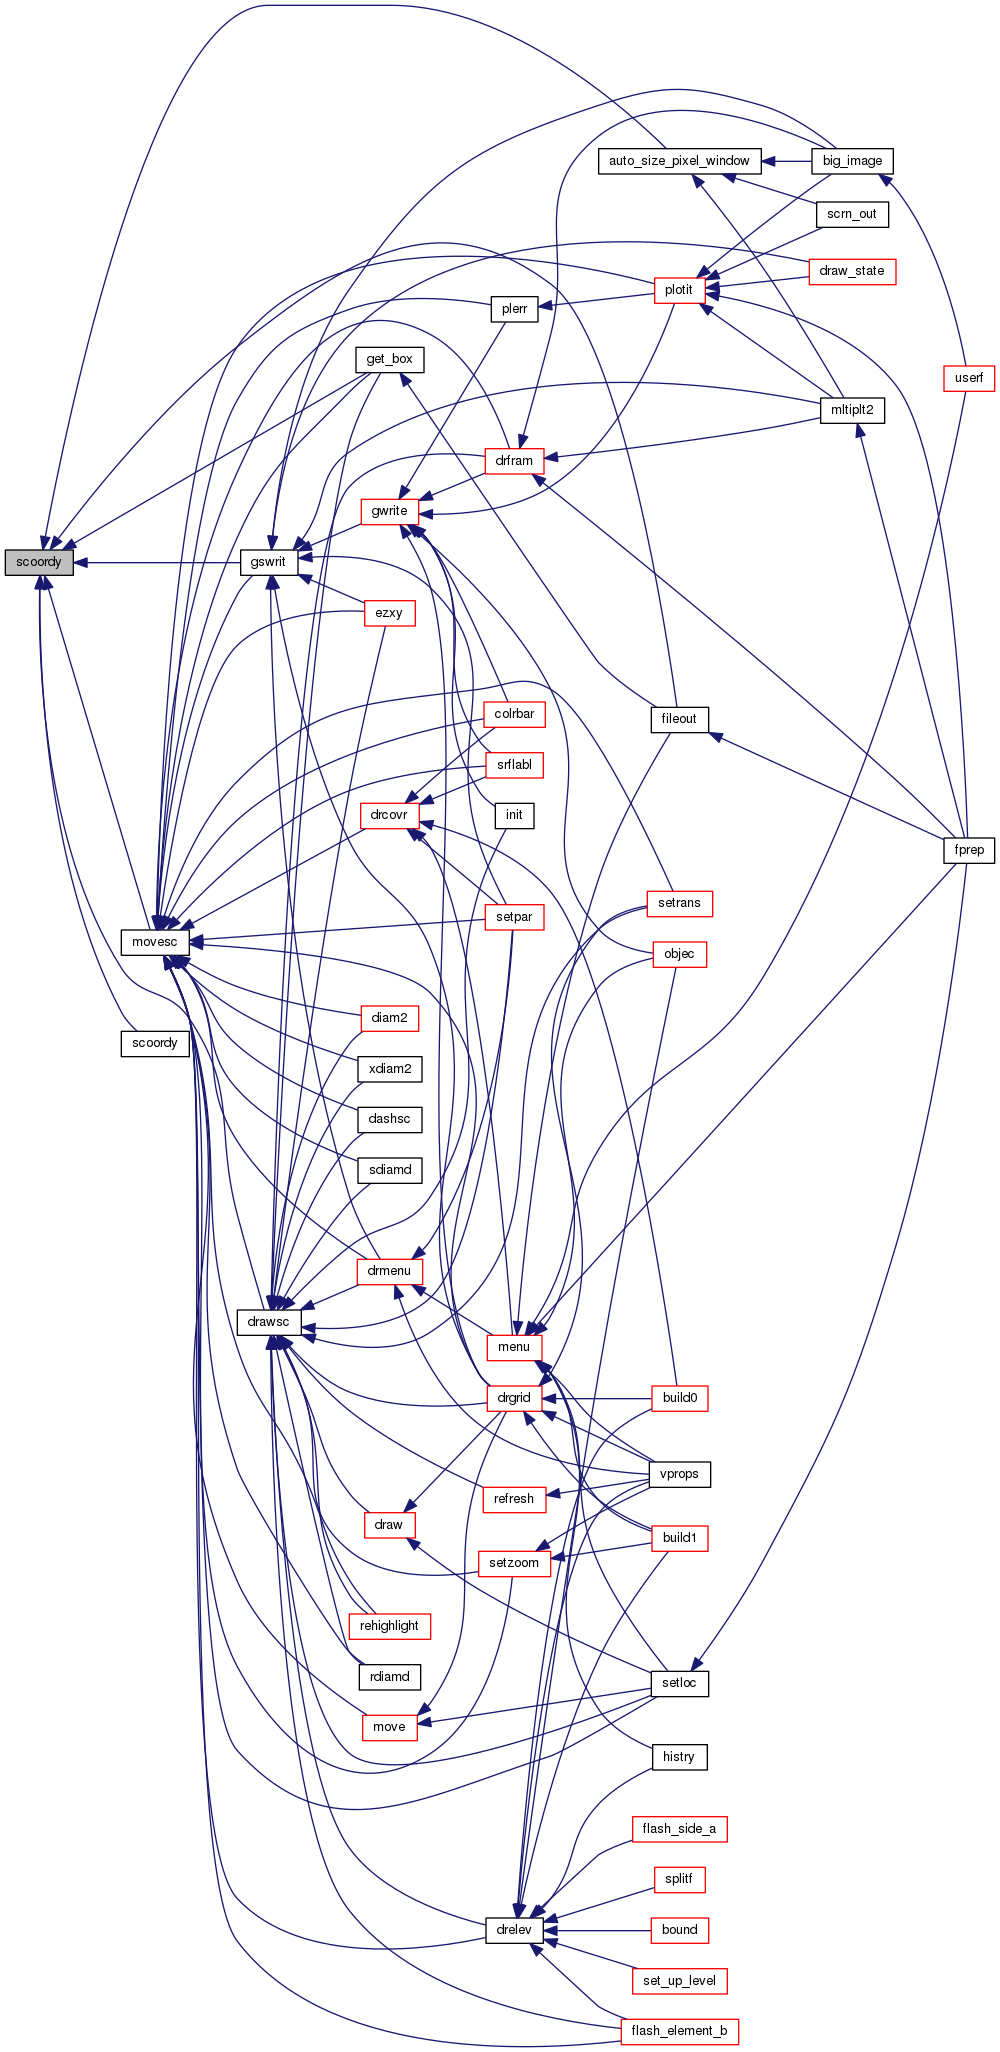 auto_size_pixel_window
big_image
scrn_out
draw_state
plotit
plerr
get_box
userf
mltiplt2
drfram
gwrite
scoordy
gswrit
ezxy
colrbar
fileout
srflabl
drcovr
init
fprep
setrans
setpar
movesc
objec
diam2
scoordy
xdiam2
dashsc
sdiamd
drmenu
drawsc
menu
drgrid
build0
vprops
refresh
draw
build1
setzoom
rehighlight
rdiamd
setloc
move
histry
flash_side_a
splitf
drelev
bound
set_up_level
flash_element_b